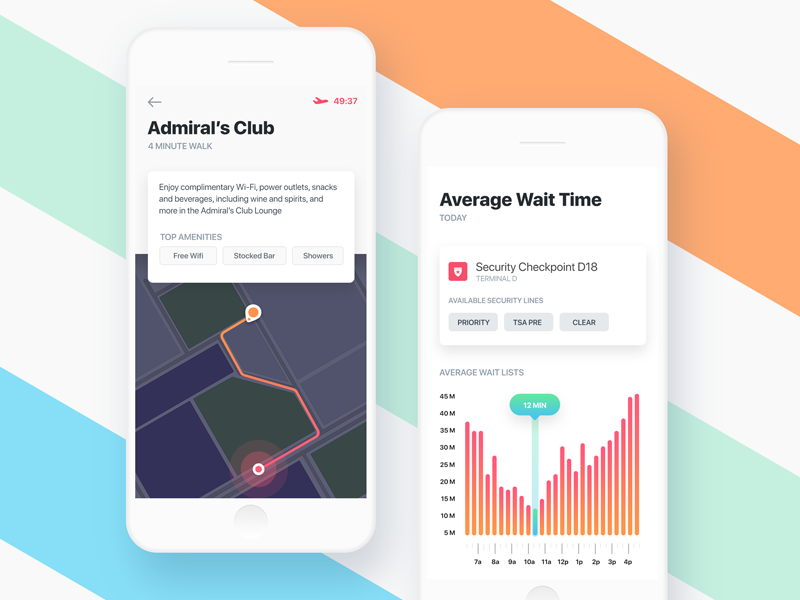 49:37
Admiral's Club
4 MINUTE WALK
Enjoy complimentary Wi-Fi, power outlets, snacks
and beverages, including wine and spirits, and
more in the Admiral's Club Lounge
TOP AMENITIES
Free Wifi
Stocked Bar
Showers
Average Wait Time
TODAY
Security Checkpoint D18
TERMINAL D
AVAILABLE SECURITY LINES
PRIORITY
TSA PRE
CLEAR
AVERAGE WAIT LISTS
45 M
12 MIN
40 M
35 M
30 M
25 M
20 M
15 M
10 M
5 M
7a 8a 9a 10a 11a 12p 1p 2p 3p 4p